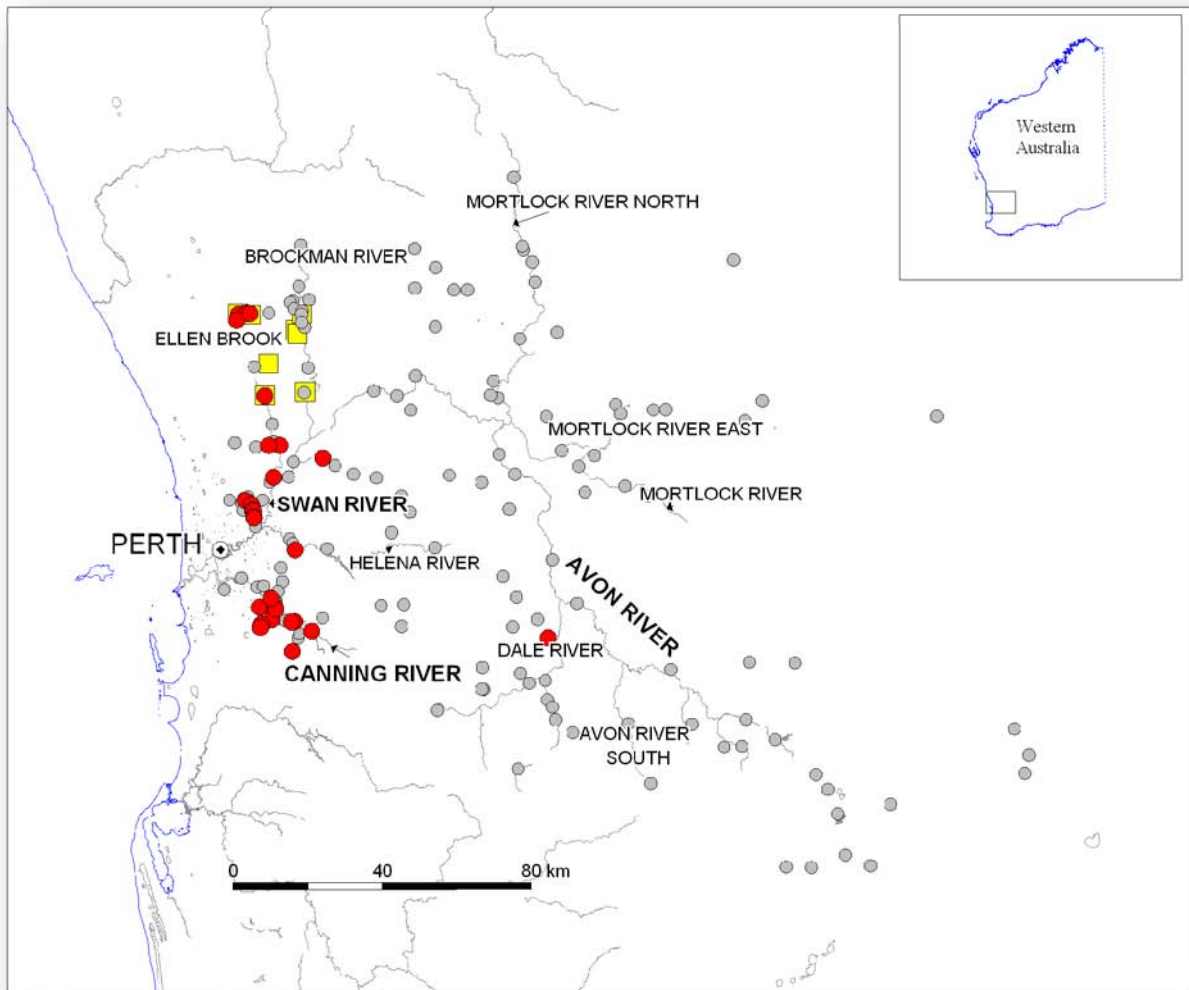 Western
Australia
MORTLOCK RIVER NORTH
BROCKMAN RIVER
ELLEN BROOK
MORTLOCK RIVER EAST
MORTLOCK RIVER
SWAN RIVER
PERTH
HELENA RIVER
AVON RIVER
DALE RIVER
CANNING RIVER
AVON RIVER
SOUTH
0 40 80 km